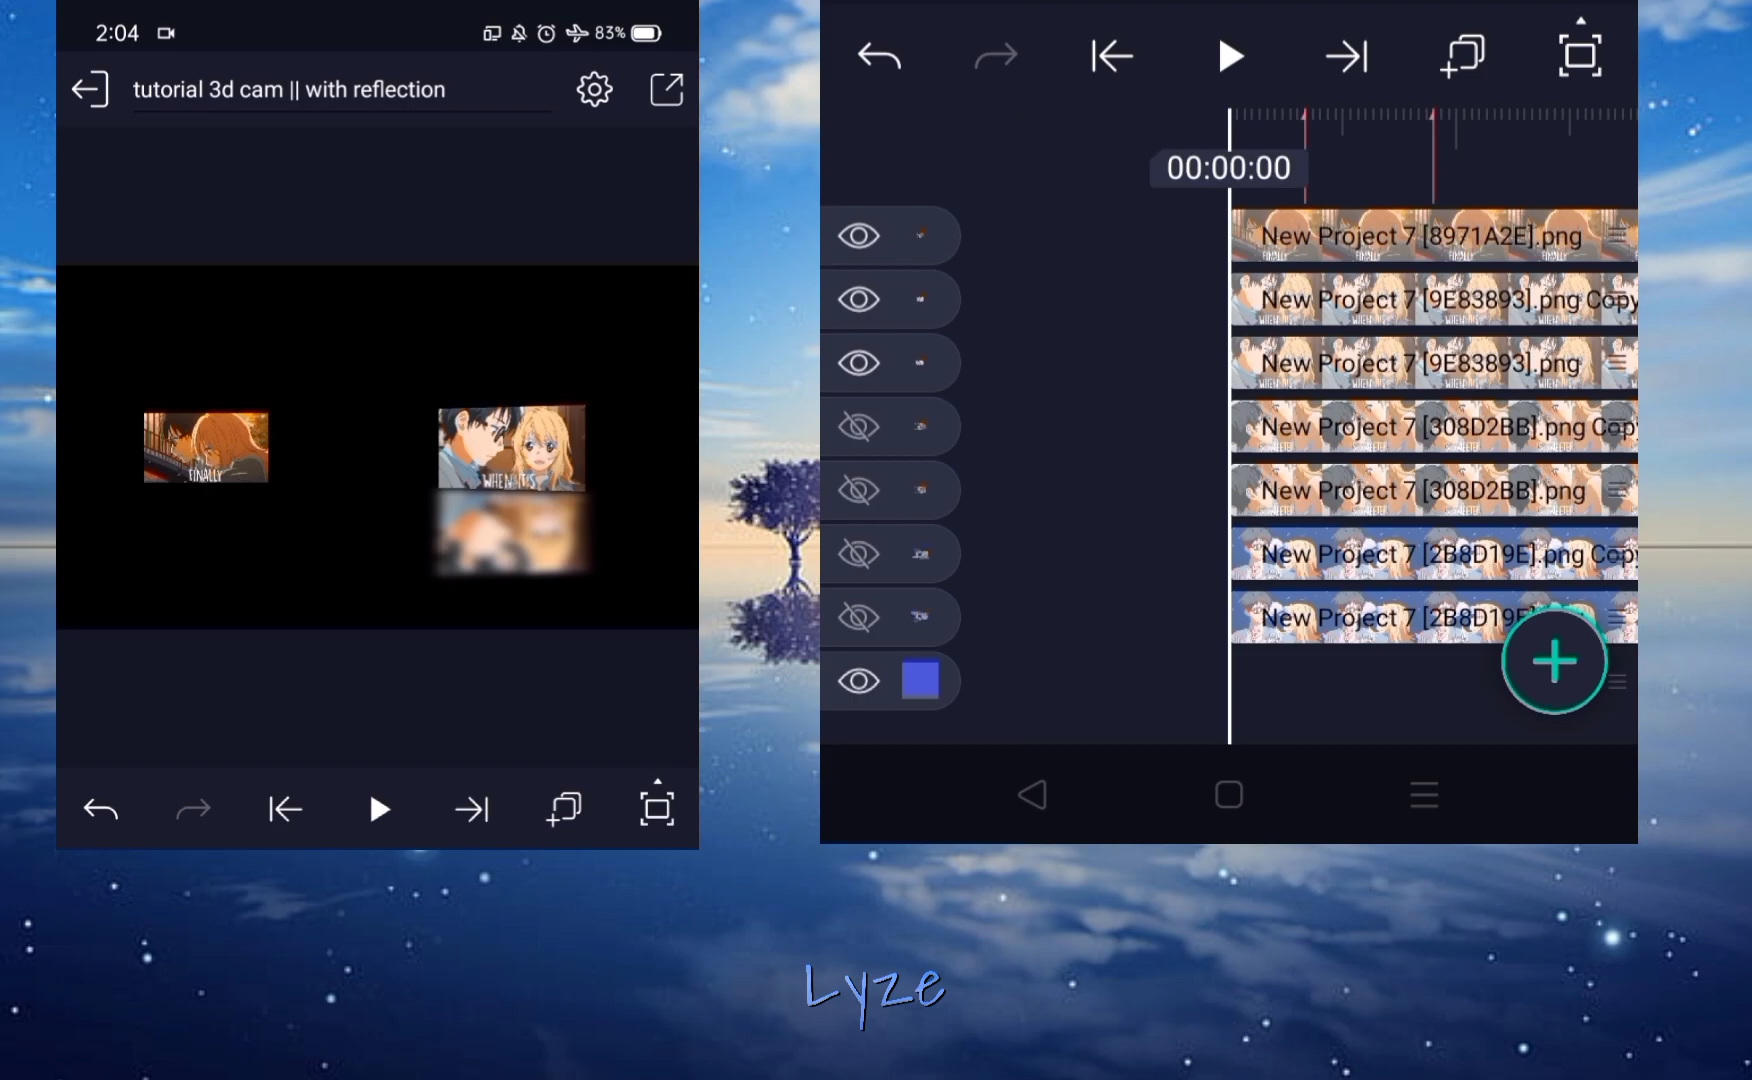 2:04
83%
tutorial 3d cam || with reflection
FINALLY
WHEN IT'S
00:00:00
New Project 7 [8971A2E].png
New Project 7 [9E83893].png Copy
New Project 7 [9E83893].png
New Project 7 [308D2BB].png Cop
New Project 7 [308D2BB].png
New Project 7 [2B8D19E].png Cop
New Project 7 [2B8D19E
Lyze